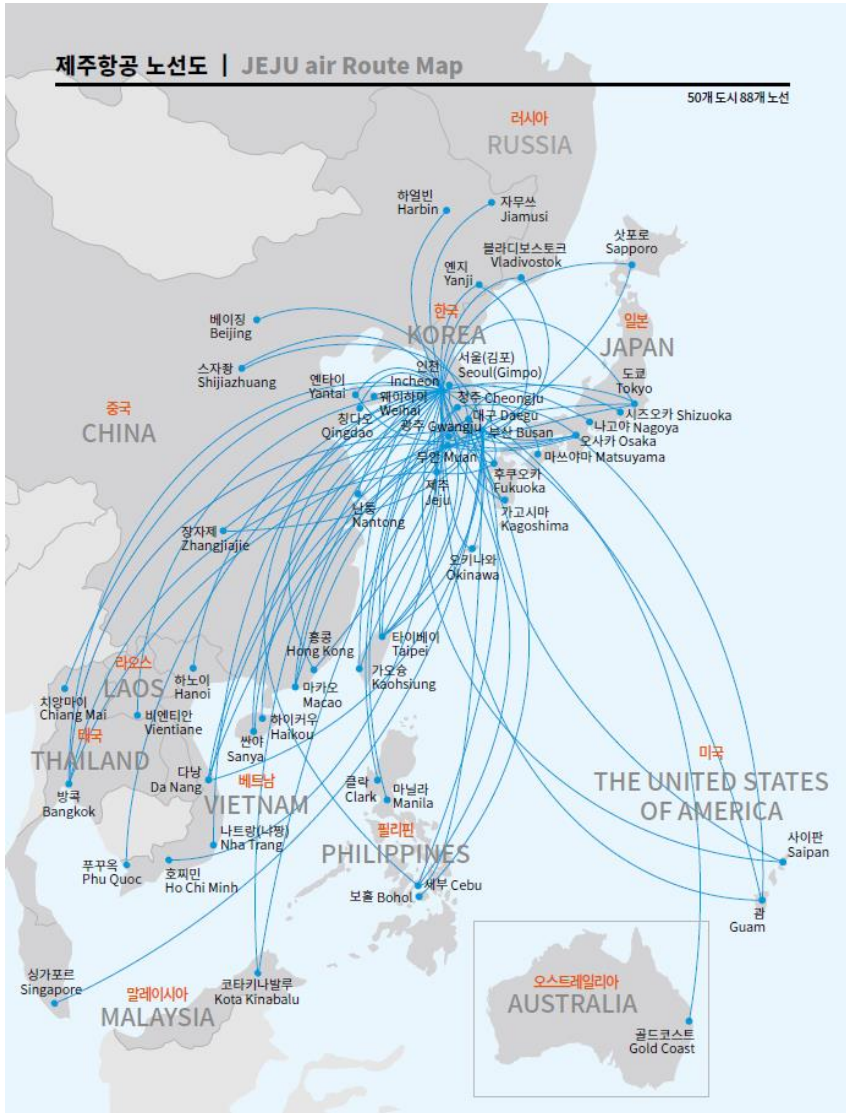 제주항공 노선도 | JEJU air Route Map
50개 도시 88개 노선
러시아
RUSSIA
하얼빈
Harbin
자무쓰
Jiamusi
블라디보스토크
Vladivostok
삿포로
Sapporo
옌지
Yanji
베이징
Beijing
한국
KOREA
일본
JAPAN
스자좡
Shijiazhuang
옌타이
Yantai
인천
Incheon
서울(김포)
Seoul(Gimpo)
도쿄
Tokyo
웨이하이
Weihai
청주 Cheongju
중국
CHINA
칭다오
Qingdao
대구 Daegu
시즈오카 Shizuoka
광주 Gwangju
부산 Busan
나고야 Nagoya
오사카 Osaka
무안 Muan
마쓰야마 Matsuyama
제주
Jeju
후쿠오카
Fukuoka
난퉁
Nantong
가고시마
Kagoshima
장자제
Zhangjiajie
오키나와
Okinawa
홍콩
Hong Kong
타이베이
Taipei
라오스
LAOS
하노이
Hanoi
마카오
Macao
가오슝
Kaohsiung
치앙마이
Chiang Mai
비엔티안
Vientiane
하이커우
Haikou
싼야
Sanya
태국
THAILAND
다낭
Da Nang
베트남
VIETNAM
클락
Clark
마닐라
Manila
미국
THE UNITED STATES
OF AMERICA
방콕
Bangkok
나트랑(냐짱)
Nha Trang
필리핀
PHILIPPINES
사이판
Saipan
푸꾸옥
Phu Quoc
호찌민
Ho Chi Minh
세부 Cebu
보홀 Bohol
괌
Guam
싱가포르
Singapore
말레이시아
MALAYSIA
코타키나발루
Kota Kinabalu
오스트레일리아
AUSTRALIA
골드코스트
Gold Coast